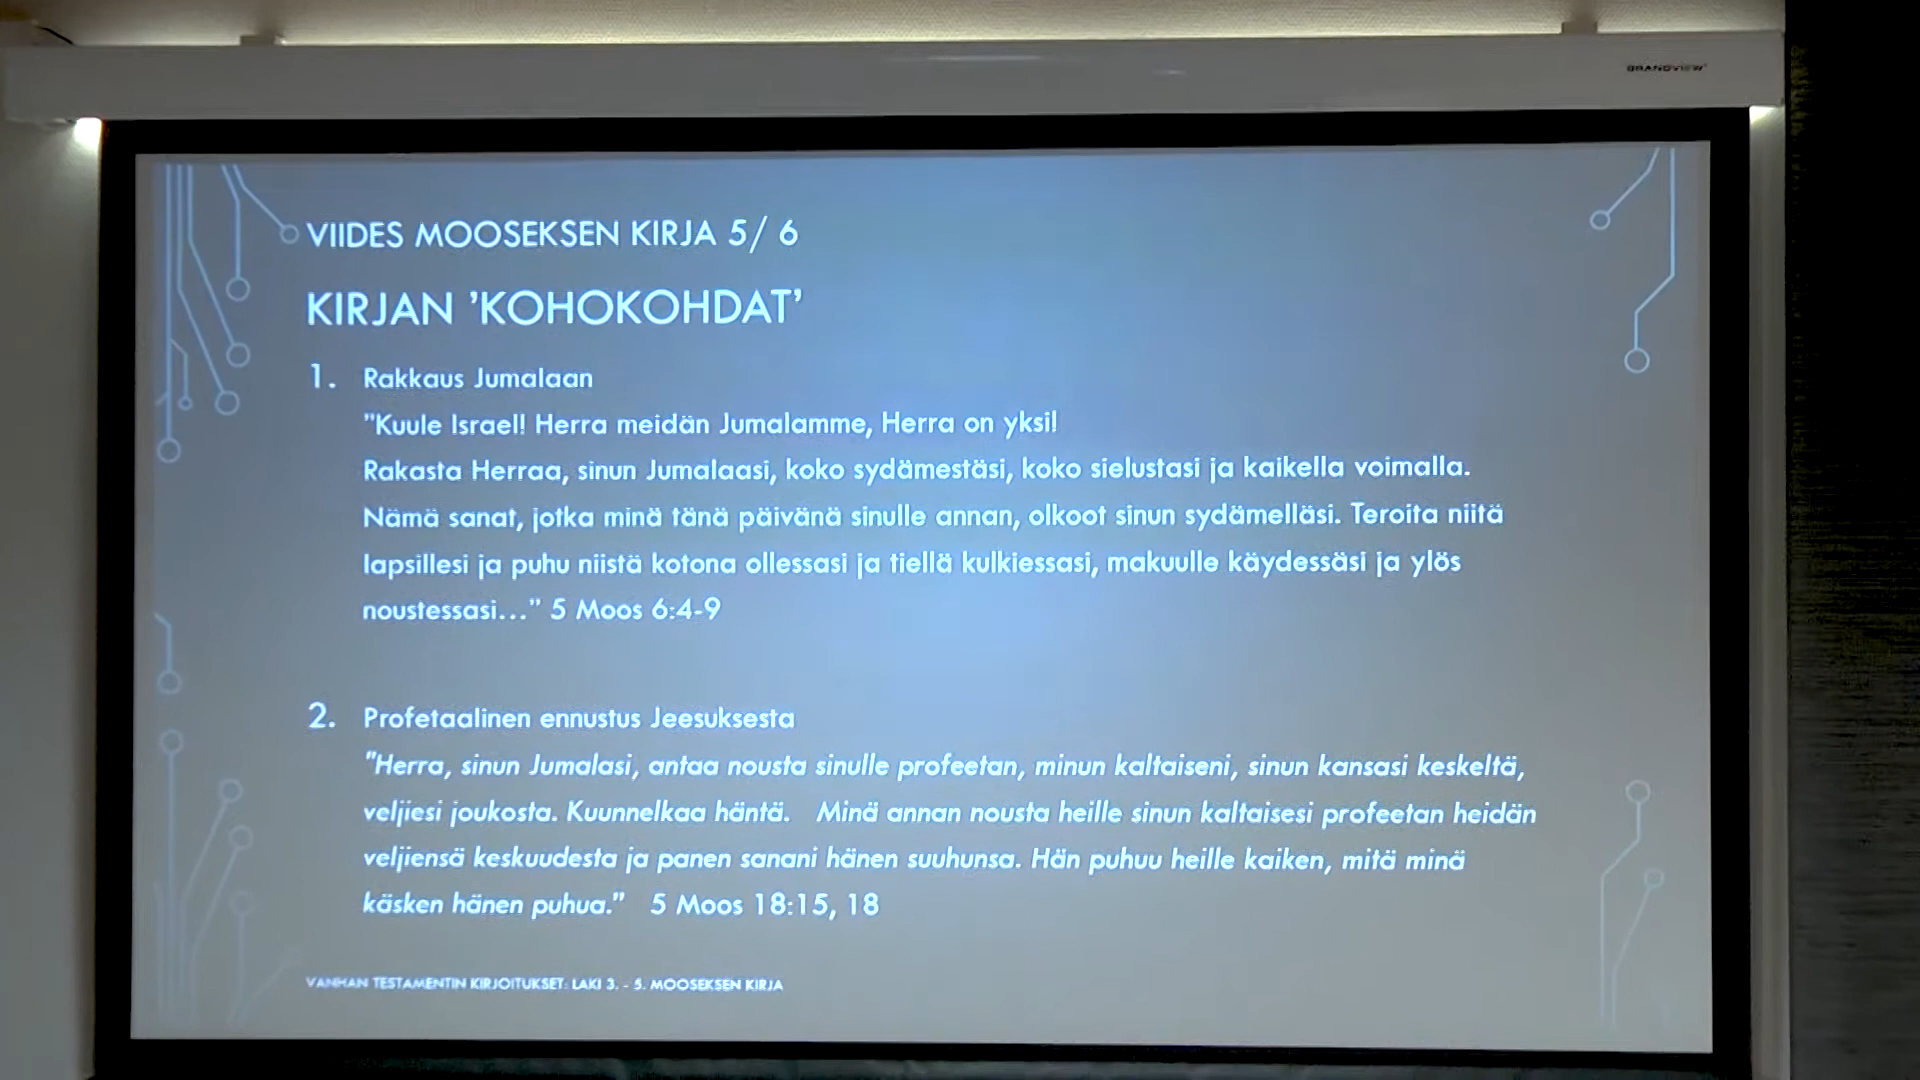 GRANDVIEW
VIIDES MOOSEKSEN KIRJA 5/ 6
KIRJAN ’KOHOKOHDAT’
1. Rakkaus Jumalaan
”Kuule Israel! Herra meidän Jumalamme, Herra on yksi!
Rakasta Herraa, sinun Jumalaasi, koko sydämestäsi, koko sielustasi ja kaikella voimalla.
Nämä sanat, jotka minä tänä päivänä sinulle annan, olkoot sinun sydämelläsi. Teroita niitä
lapsillesi ja puhu niistä kotona ollessasi ja tiellä kulkiessasi, makuulle käydessäsi ja ylös
noustessasi…” 5 Moos 6:4-9
2. Profetaalinen ennustus Jeesuksesta
”Herra, sinun Jumalasi, antaa nousta sinulle profeetan, minun kaltaiseni, sinun kansasi keskeltä,
veljiesi joukosta. Kuunnelkaa häntä. Minä annan nousta heille sinun kaltaisesi profeetan heidän
veljiensä keskuudesta ja panen sanani hänen suuhunsa. Hän puhuu heille kaiken, mitä minä
käsken hänen puhua.” 5 Moos 18:15, 18
VANHAN TESTAMENTIN KIRJOITUKSET: LAKI 3. - 5. MOOSEKSEN KIRJA